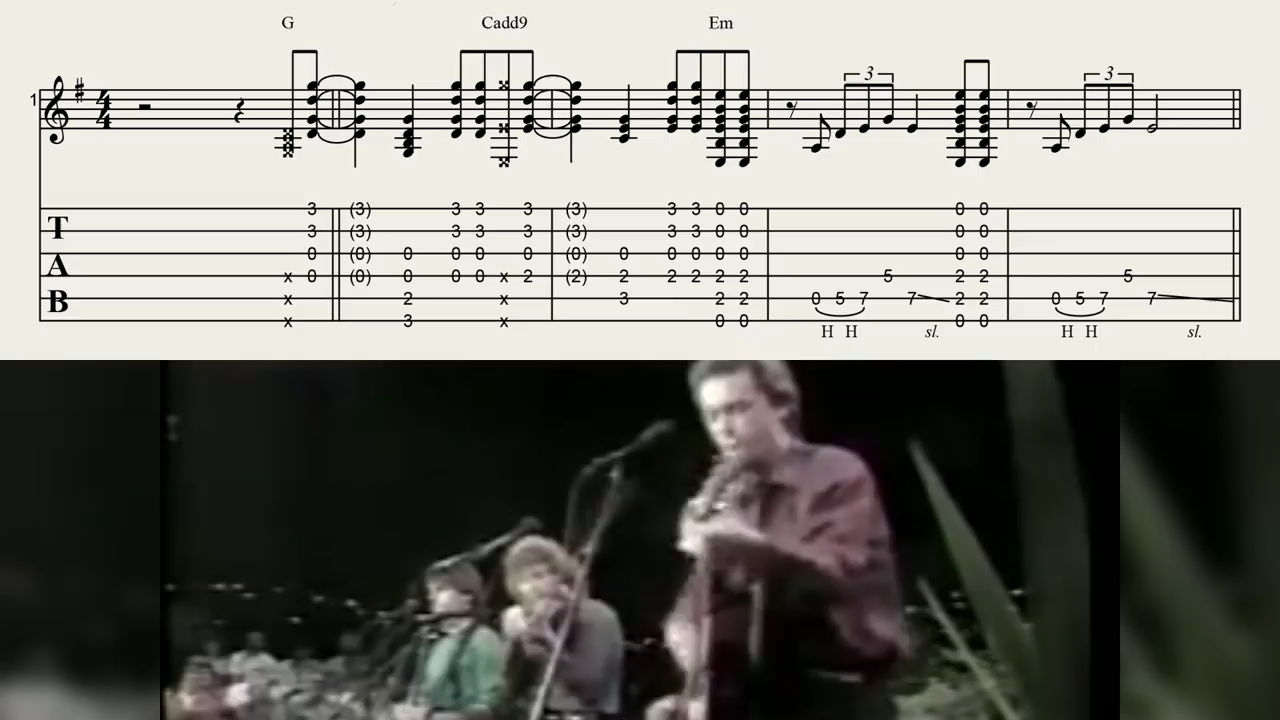 G Cadd9 Em
1 4/4 3 3
T 3 (3) 3 3 3 (3) 3 3 0 0 0 0
3 (3) 3 3 3 (3) 3 3 0 0 0 0
A 0 (0) 0 0 0 0 (0) 0 0 0 0 0 0 0
x 0 (0) 0 0 0 x 2 (2) 2 2 2 2 2 5 2 2 5
B x 2 x 3 2 2 0 5 7 7 2 2 0 5 7 7
x 3 x 0 0 0 0
H H sl. H H sl.